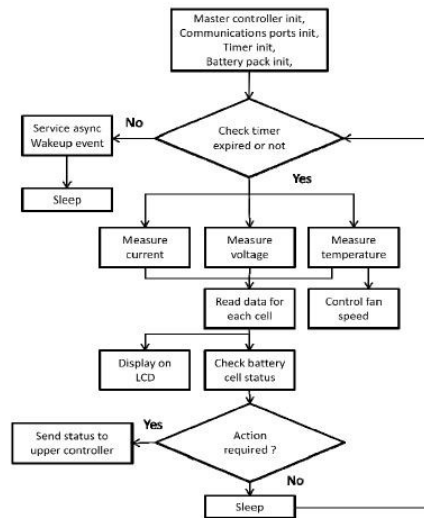 Master controller init,
Communications ports init,
Timer init,
Battery pack init,
No
Service async
Wakeup event
Check timer
expired or not
Sleep
Yes
Measure
current
Measure
voltage
Measure
temperature
Read data for
each cell
Control fan
speed
Display on
LCD
Check battery
cell status
Yes
Send status to
upper controller
Action
required ?
No
Sleep